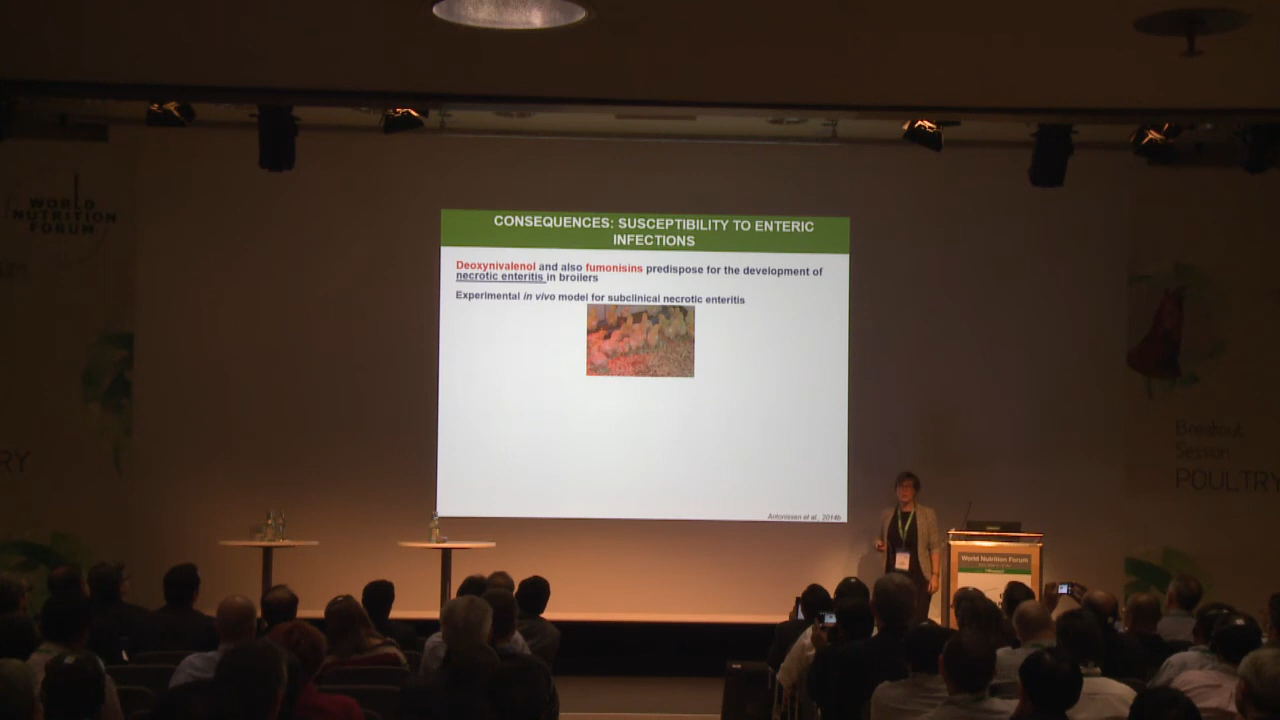 WORLD
NUTRITION
FORUM
CONSEQUENCES: SUSCEPTIBILITY TO ENTERIC
INFECTIONS
Deoxynivalenol and also fumonisins predispose for the development of
necrotic enteritis in broilers
Experimental in vivo model for subclinical necrotic enteritis
Antonissen et al., 2014b
RY
Breakout
Session
POULTRY
World Nutrition Forum